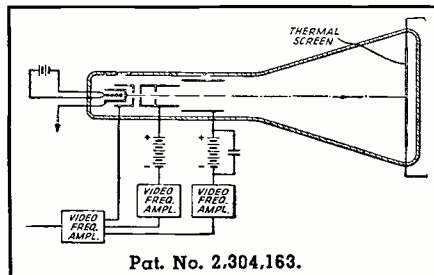 THERMAL
SCREEN
+
+
-
-
VIDEO
FREQ.
AMPL.
VIDEO
FREQ.
AMPL.
VIDEO
FREQ.
AMPL.
Pat. No. 2,304,163.